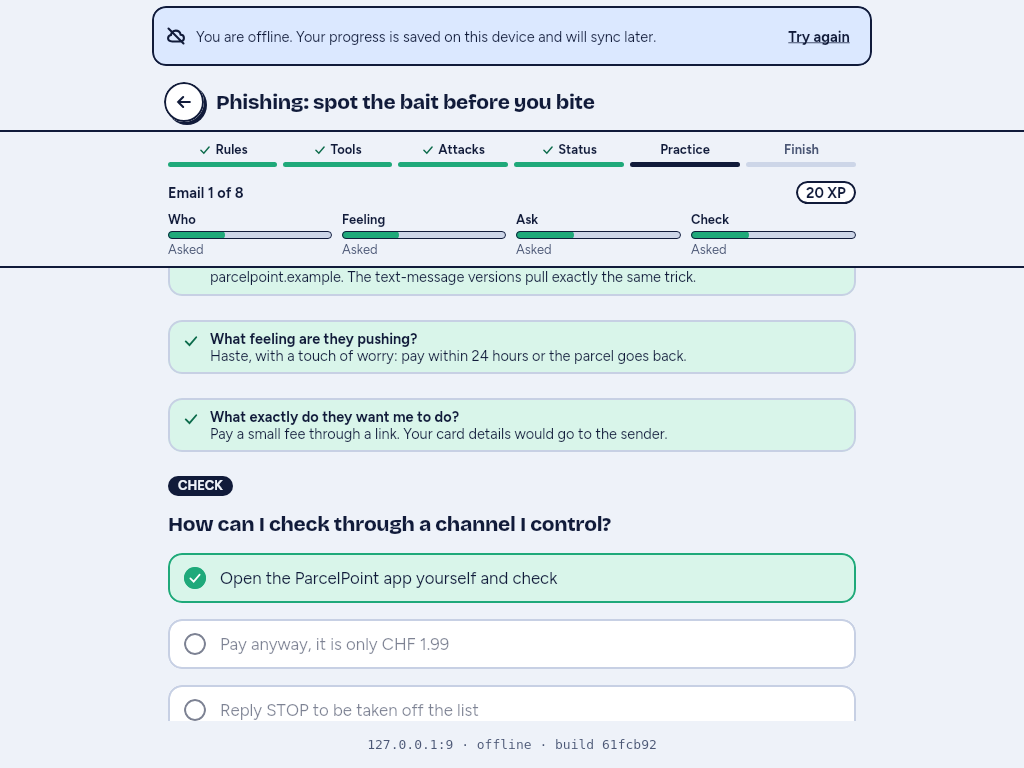 You are offline. Your progress is saved on this device and will sync later.
Try again
Phishing: spot the bait before you bite
Rules
Tools
Attacks
Status
Practice
Finish
Email 1 of 8
20 XP
Who
Feeling
Ask
Check
Asked
Asked
Asked
Asked
parcelpoint.example. The text-message versions pull exactly the same trick.
What feeling are they pushing?
Haste, with a touch of worry: pay within 24 hours or the parcel goes back.
What exactly do they want me to do?
Pay a small fee through a link. Your card details would go to the sender.
CHECK
How can I check through a channel I control?
Open the ParcelPoint app yourself and check
Pay anyway, it is only CHF 1.99
Reply STOP to be taken off the list
127.0.0.1:9 · offline · build 61fcb92